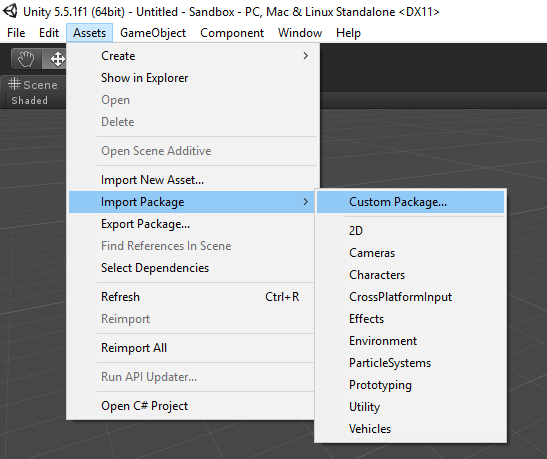 Unity 5.5.1f1 (64bit) - Untitled - Sandbox - PC, Mac & Linux Standalone <DX11>
File Edit Assets GameObject Component Window Help
Scene
Shaded
Create
Show in Explorer
Open
Delete
Open Scene Additive
Import New Asset...
Import Package
Export Package...
Find References In Scene
Select Dependencies
Refresh Ctrl+R
Reimport
Reimport All
Run API Updater...
Open C# Project
Custom Package...
2D
Cameras
Characters
CrossPlatformInput
Effects
Environment
ParticleSystems
Prototyping
Utility
Vehicles